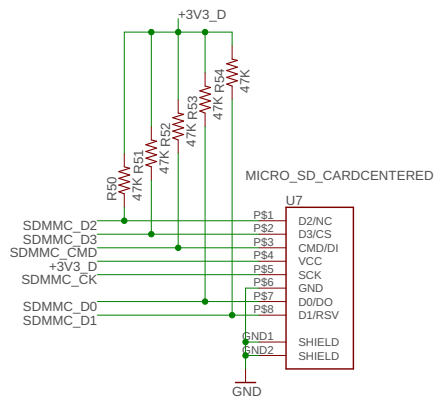 +3V3_D
R50
47K
R51
47K
R52
47K
R53
47K
R54
47K
MICRO_SD_CARDCENTERED
U7
SDMMC_D2
P$1
D2/NC
SDMMC_D3
P$2
D3/CS
SDMMC_CMD
P$3
CMD/DI
+3V3_D
P$4
VCC
SDMMC_CK
P$5
SCK
P$6
GND
SDMMC_D0
P$7
D0/DO
SDMMC_D1
P$8
D1/RSV
GND1
SHIELD
GND2
SHIELD
GND